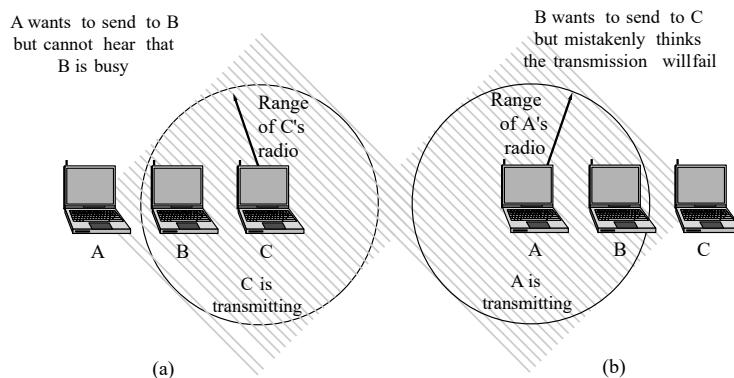 A wants to send to B
but cannot hear that
B is busy
Range
of C's
radio
A
B
C
C is
transmitting
(a)
B wants to send to C
but mistakenly thinks
the transmission willfail
Range
of A's
radio
A
B
C
A is
transmitting
(b)